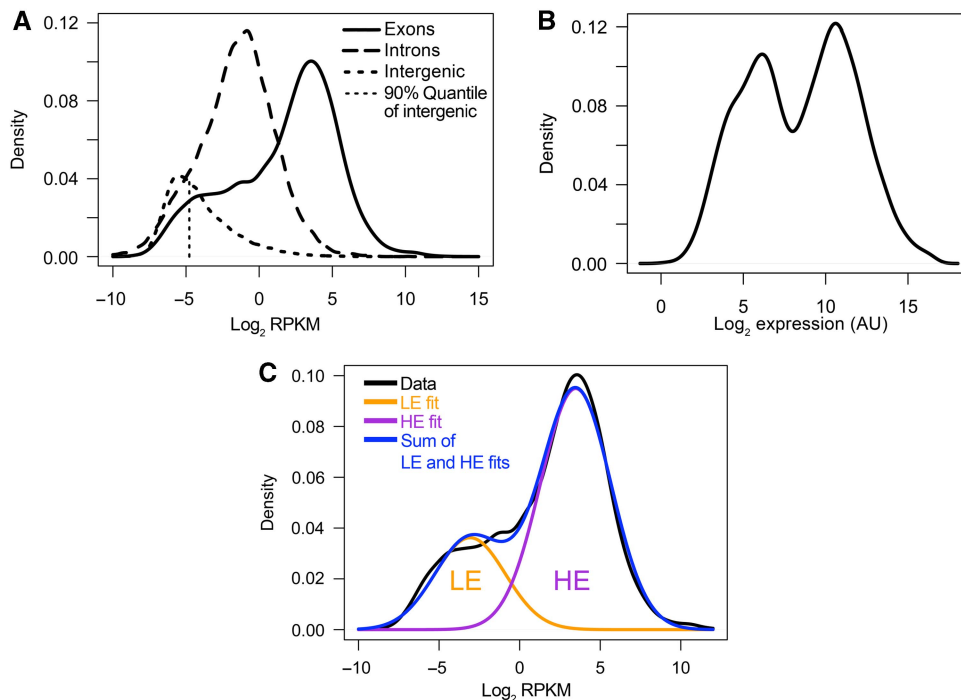 A
Exons
Introns
Intergenic
90% Quantile
of intergenic
Density
0.12
0.08
0.04
0.00
−10
−5
0
5
10
15
Log2 RPKM
B
Density
0.12
0.08
0.04
0.00
0
5
10
15
Log2 expression (AU)
C
Data
LE fit
HE fit
Sum of
LE and HE fits
Density
0.10
0.08
0.06
0.04
0.02
0.00
LE
HE
−10
−5
0
5
10
Log2 RPKM